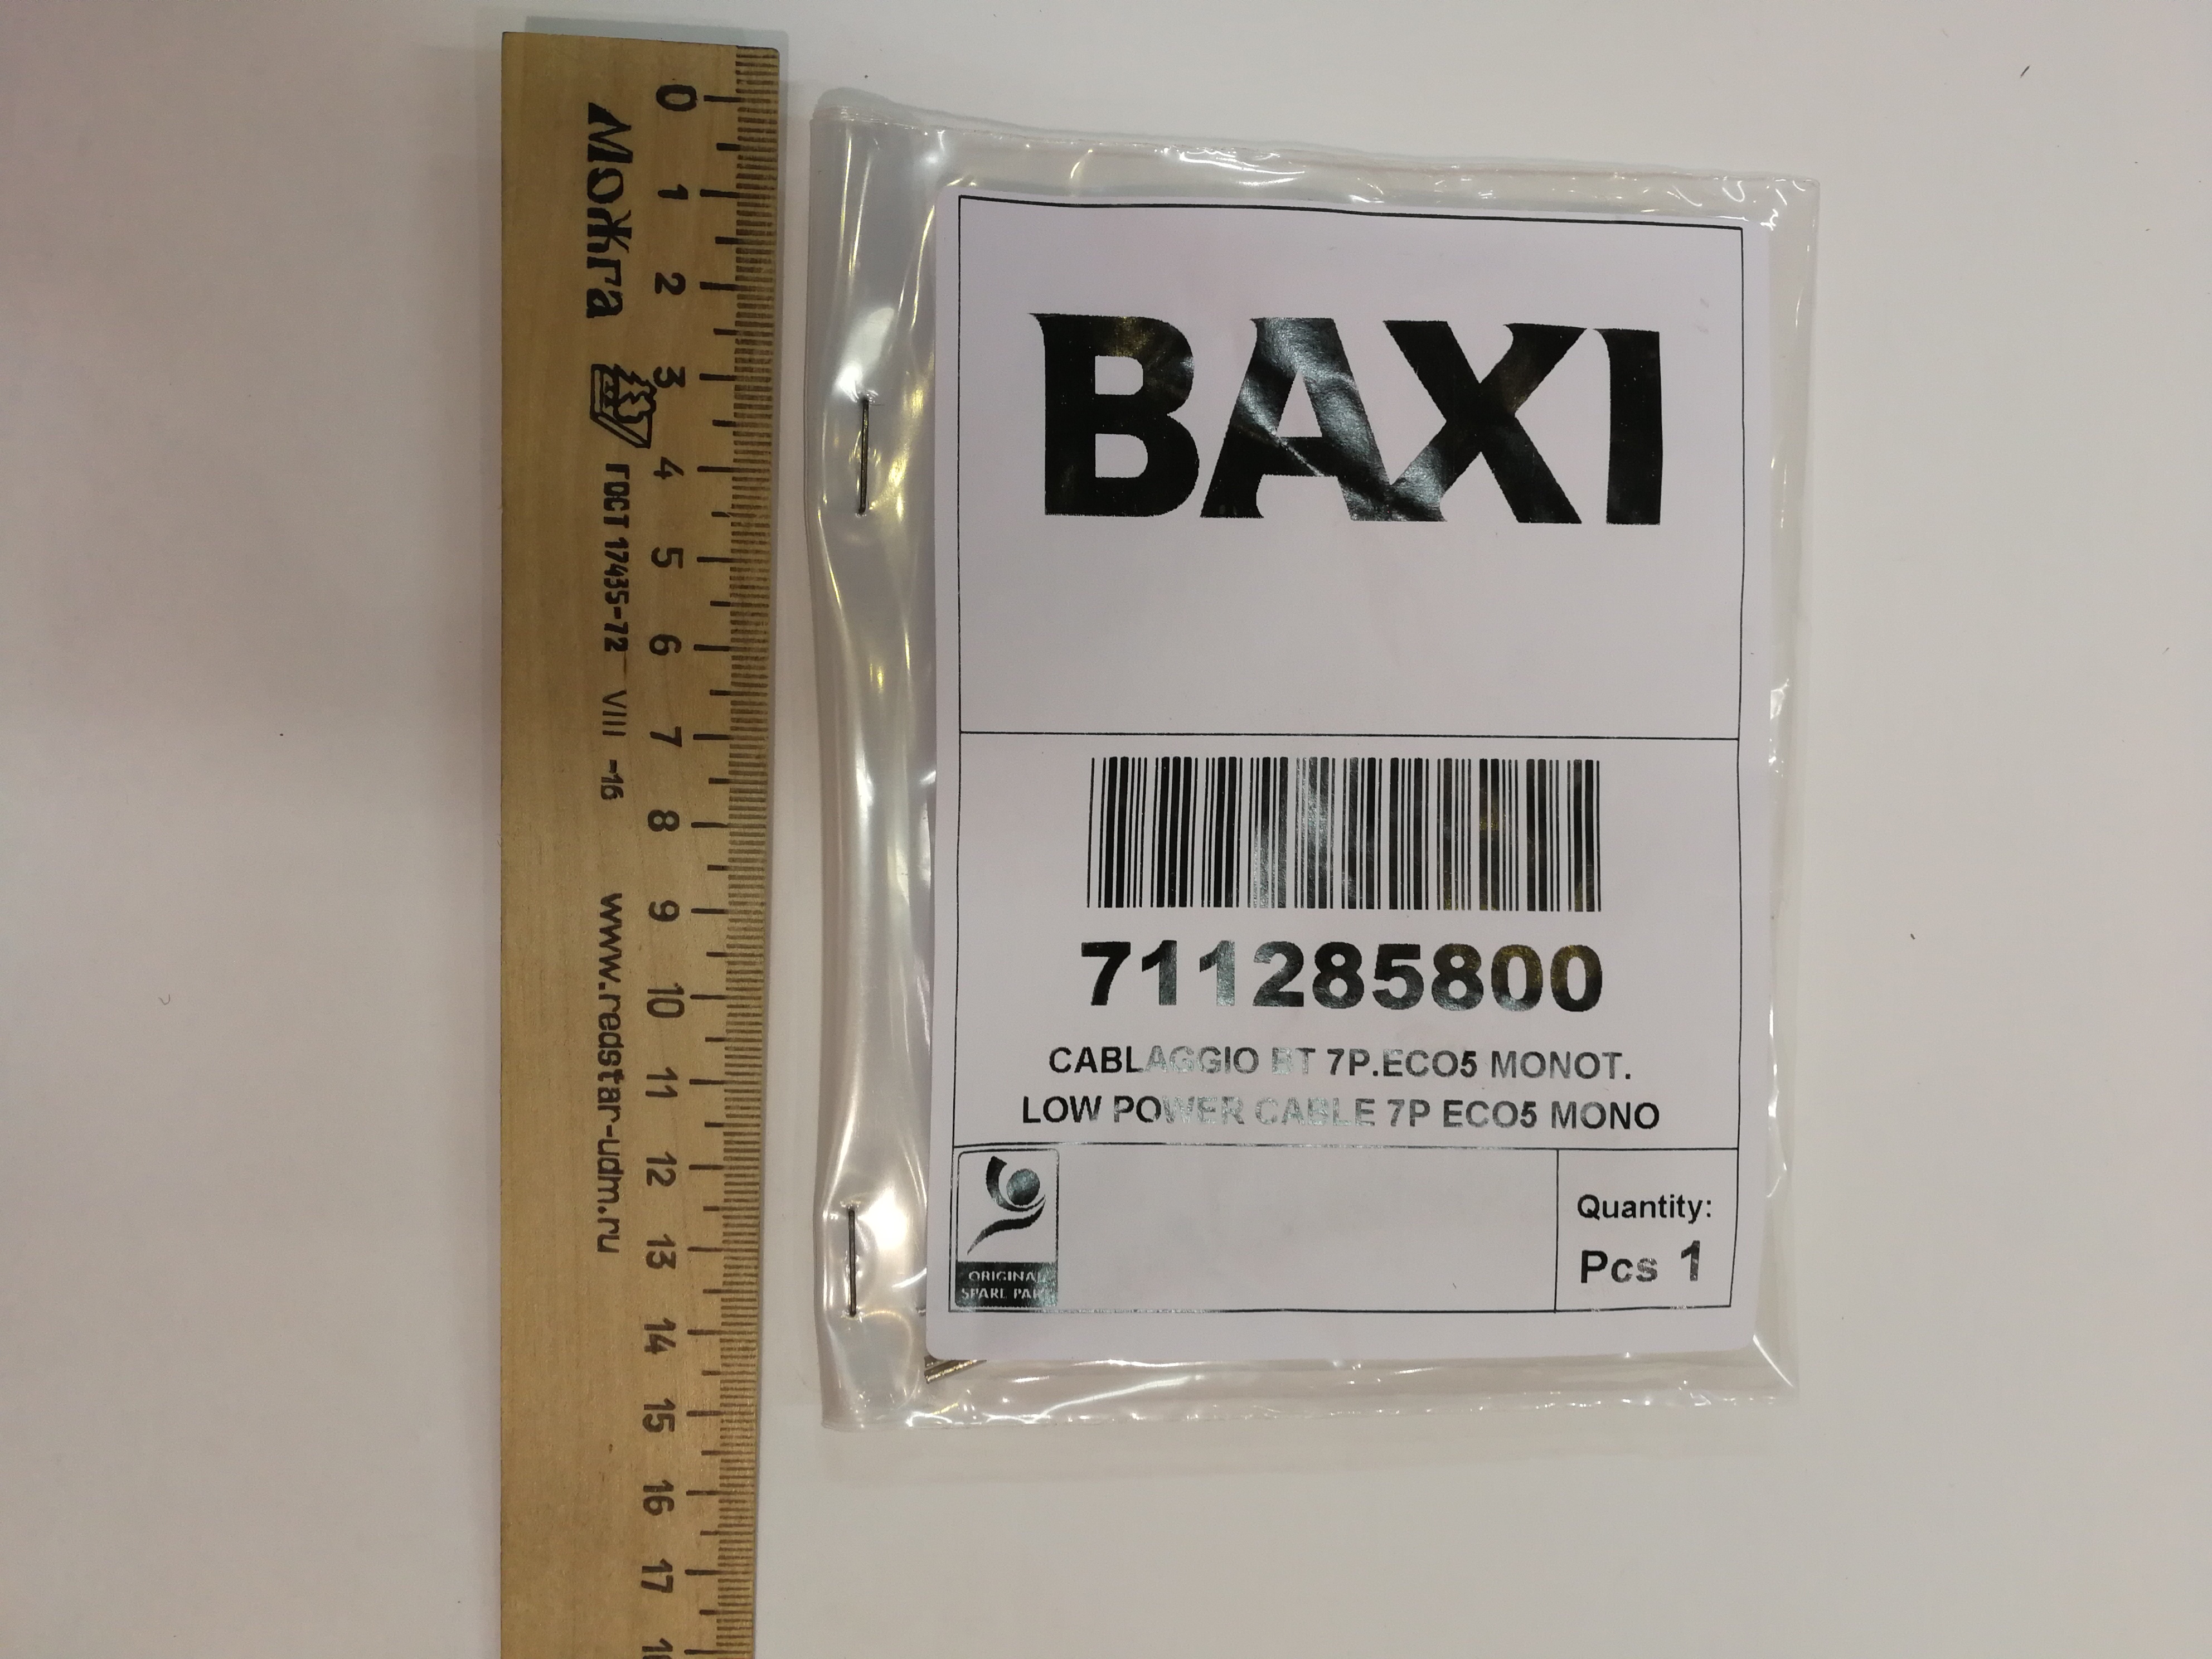 0 1 2 3 4 5 6 7 8 9 10 11 12 13 14 15 16 17
Можга
ГОСТ 17435-72 VIII -16
www.redstar-udm.ru
BAXI
711285800
CABLAGGIO BT 7P.ECO5 MONOT.
LOW POWER CABLE 7P ECO5 MONO
ORIGINAL
SPARE PART
Quantity:
Pcs 1